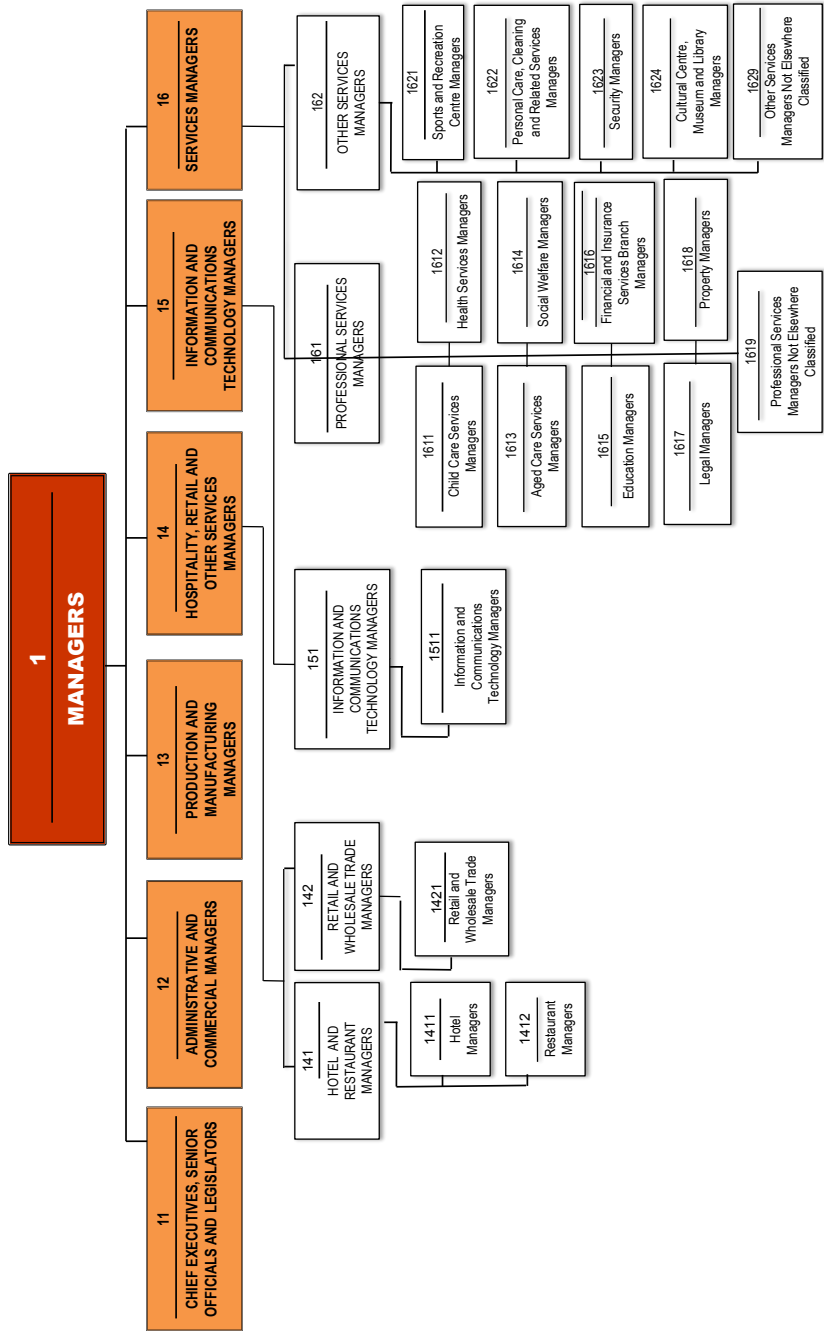 1
MANAGERS
11
CHIEF EXECUTIVES, SENIOR
OFFICIALS AND LEGISLATORS
12
ADMINISTRATIVE AND
COMMERCIAL MANAGERS
13
PRODUCTION AND
MANUFACTURING
MANAGERS
14
HOSPITALITY, RETAIL AND
OTHER SERVICES
MANAGERS
15
INFORMATION AND
COMMUNICATIONS
TECHNOLOGY MANAGERS
16
SERVICES MANAGERS
141
HOTEL AND
RESTAURANT
MANAGERS
142
RETAIL AND
WHOLESALE TRADE
MANAGERS
151
INFORMATION AND
COMMUNICATIONS
TECHNOLOGY MANAGERS
161
PROFESSIONAL SERVICES
MANAGERS
162
OTHER SERVICES
MANAGERS
1411
Hotel
Managers
1412
Restaurant
Managers
1421
Retail and
Wholesale Trade
Managers
1511
Information and
Communications
Technology Managers
1611
Child Care Services
Managers
1612
Health Services Managers
1613
Aged Care Services
Managers
1614
Social Welfare Managers
1615
Education Managers
1616
Financial and Insurance
Services Branch
Managers
1617
Legal Managers
1618
Property Managers
1619
Professional Services
Managers Not Elsewhere
Classified
1621
Sports and Recreation
Centre Managers
1622
Personal Care, Cleaning
and Related Services
Managers
1623
Security Managers
1624
Cultural Centre,
Museum and Library
Managers
1629
Other Services
Managers Not Elsewhere
Classified